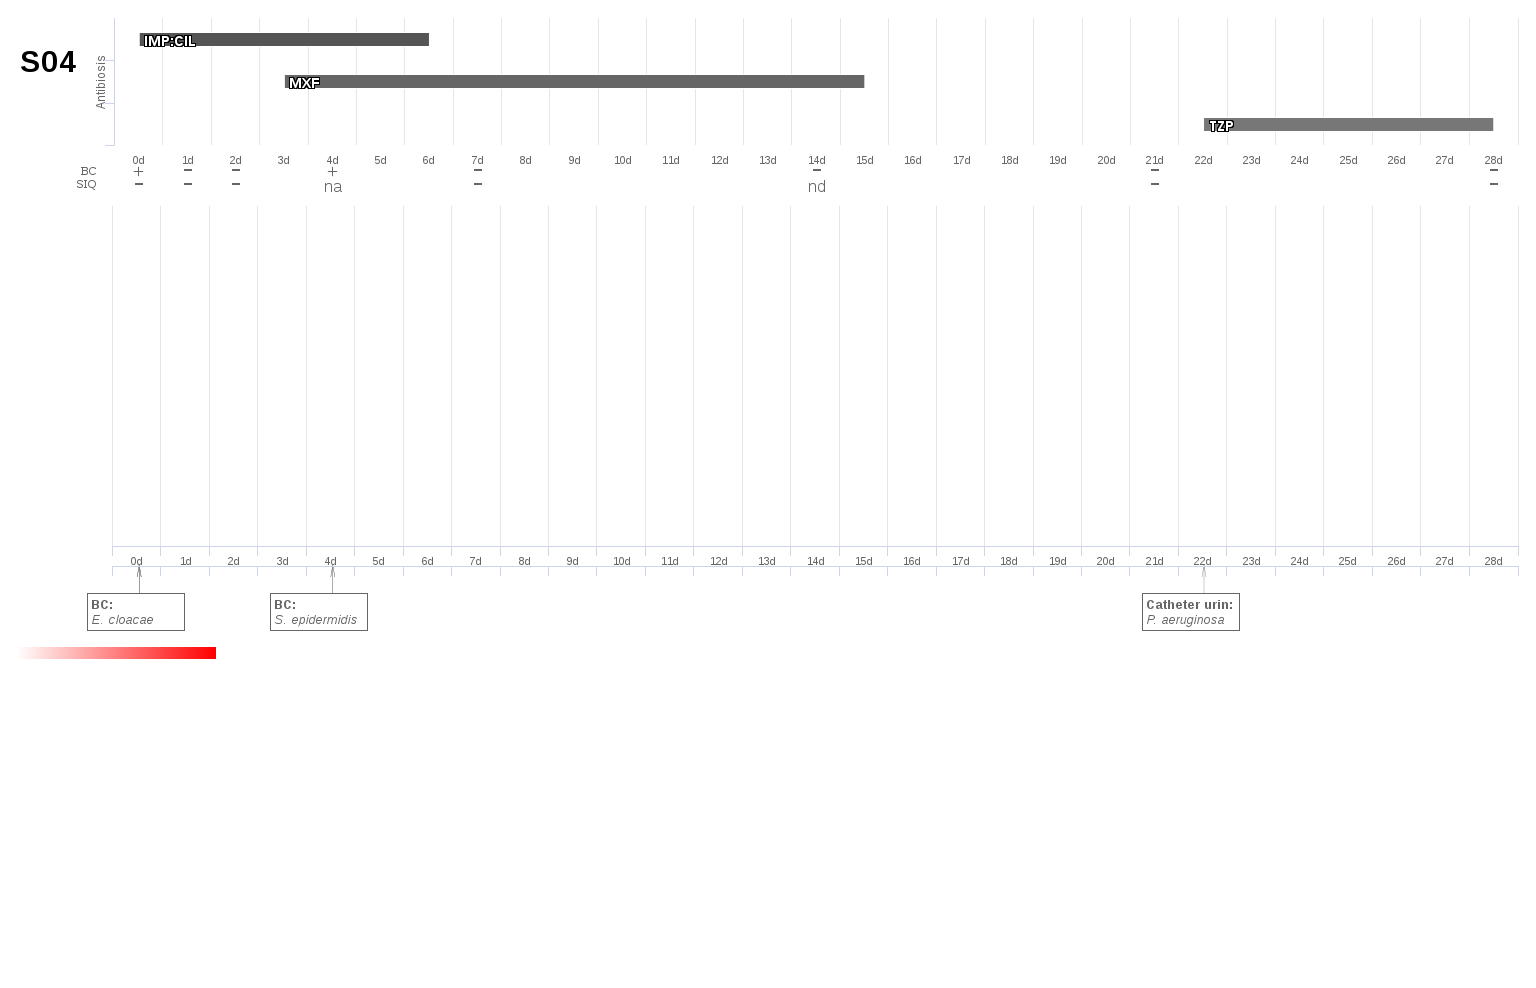 S04
Antibiosis
IMP;CIL
MXF
TZP
0d 1d 2d 3d 4d 5d 6d 7d 8d 9d 10d 11d 12d 13d 14d 15d 16d 17d 18d 19d 20d 21d 22d 23d 24d 25d 26d 27d 28d
BC + - - + - - - -
SIQ - - - na - nd - -
0d 1d 2d 3d 4d 5d 6d 7d 8d 9d 10d 11d 12d 13d 14d 15d 16d 17d 18d 19d 20d 21d 22d 23d 24d 25d 26d 27d 28d
BC:
E. cloacae
BC:
S. epidermidis
Catheter urin:
P. aeruginosa